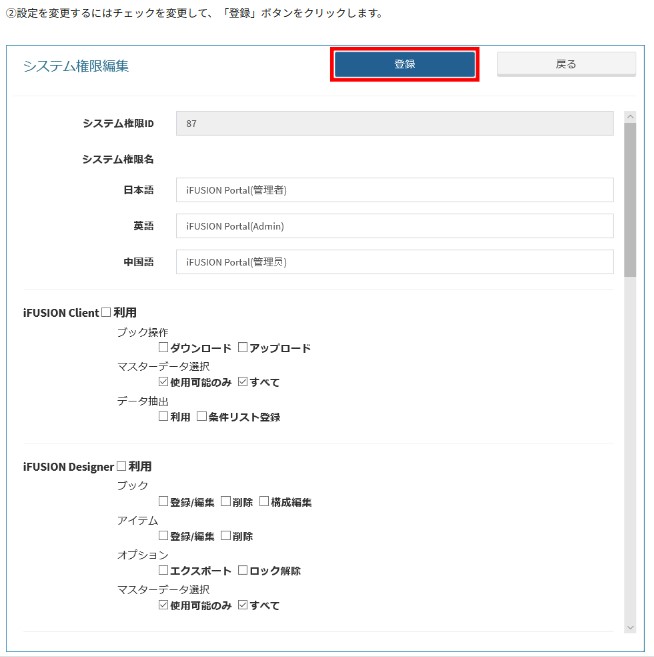 ②設定を変更するにはチェックを変更して、「登録」ボタンをクリックします。
システム権限編集 登録 戻る
システム権限ID 87
システム権限名
日本語 iFUSION Portal(管理者)
英語 iFUSION Portal(Admin)
中国語 iFUSION Portal(管理员)
iFUSION Client 利用
ブック操作
ダウンロード アップロード
マスターデータ選択
使用可能のみ すべて
データ抽出
利用 条件リスト登録
iFUSION Designer 利用
ブック
登録/編集 削除 構成編集
アイテム
登録/編集 削除
オプション
エクスポート ロック解除
マスターデータ選択
使用可能のみ すべて